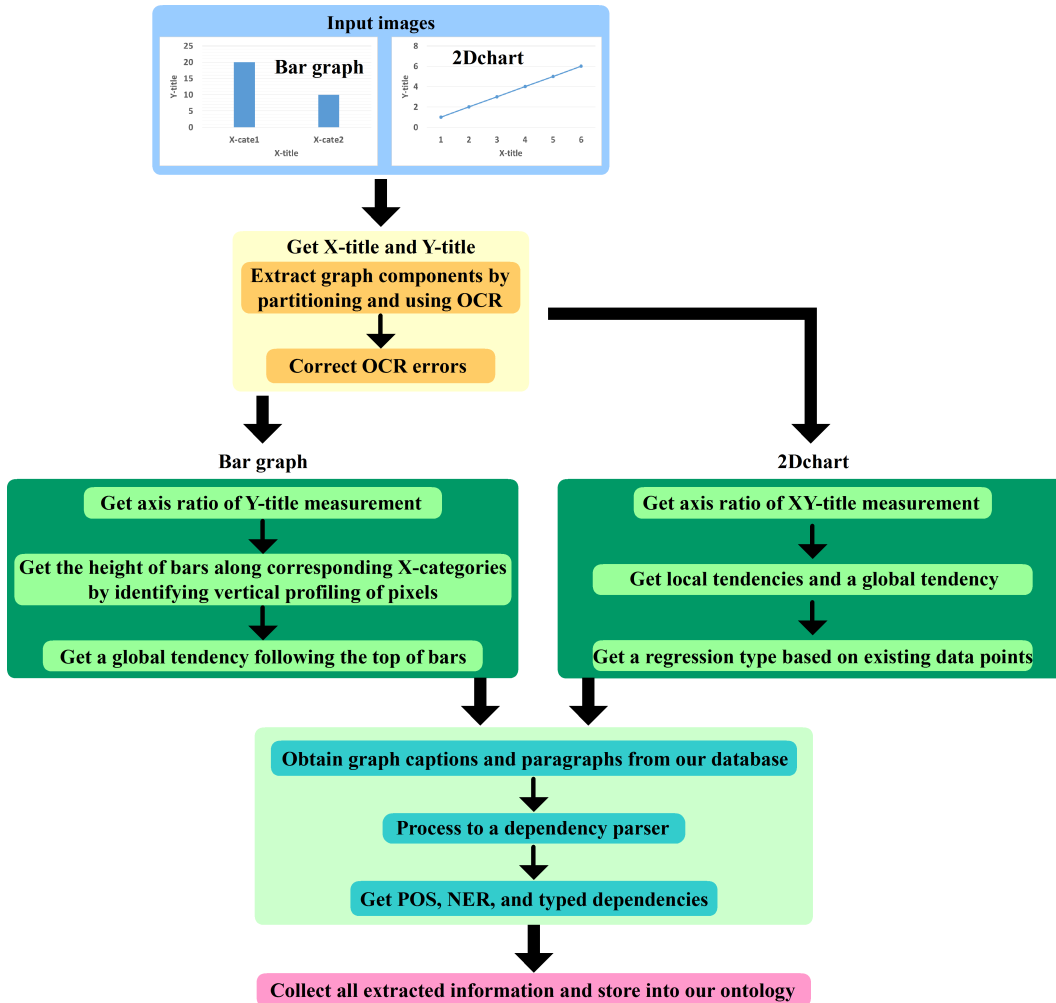 Input images
25
20
15
10
5
0
Y-title
Bar graph
X-cate1
X-cate2
X-title
8
6
4
2
0
Y-title
2Dchart
1 2 3 4 5 6
X-title
Get X-title and Y-title
Extract graph components by
partitioning and using OCR
Correct OCR errors
Bar graph
Get axis ratio of Y-title measurement
Get the height of bars along corresponding X-categories
by identifying vertical profiling of pixels
Get a global tendency following the top of bars
2Dchart
Get axis ratio of XY-title measurement
Get local tendencies and a global tendency
Get a regression type based on existing data points
Obtain graph captions and paragraphs from our database
Process to a dependency parser
Get POS, NER, and typed dependencies
Collect all extracted information and store into our ontology